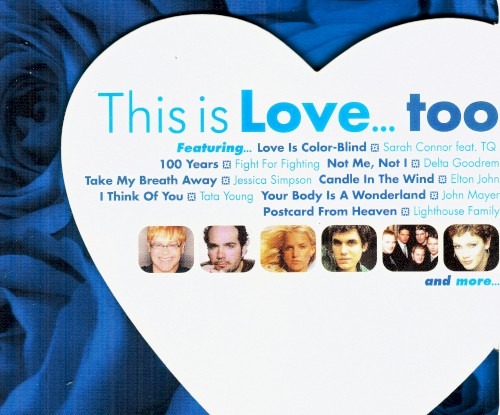 This is Love... too
Featuring... Love Is Color-Blind Sarah Connor feat. TQ
100 Years Fight For Fighting Not Me, Not I Delta Goodrem
Take My Breath Away Jessica Simpson Candle In The Wind Elton John
I Think Of You Tata Young Your Body Is A Wonderland John Mayer
Postcard From Heaven Lighthouse Family
and more...